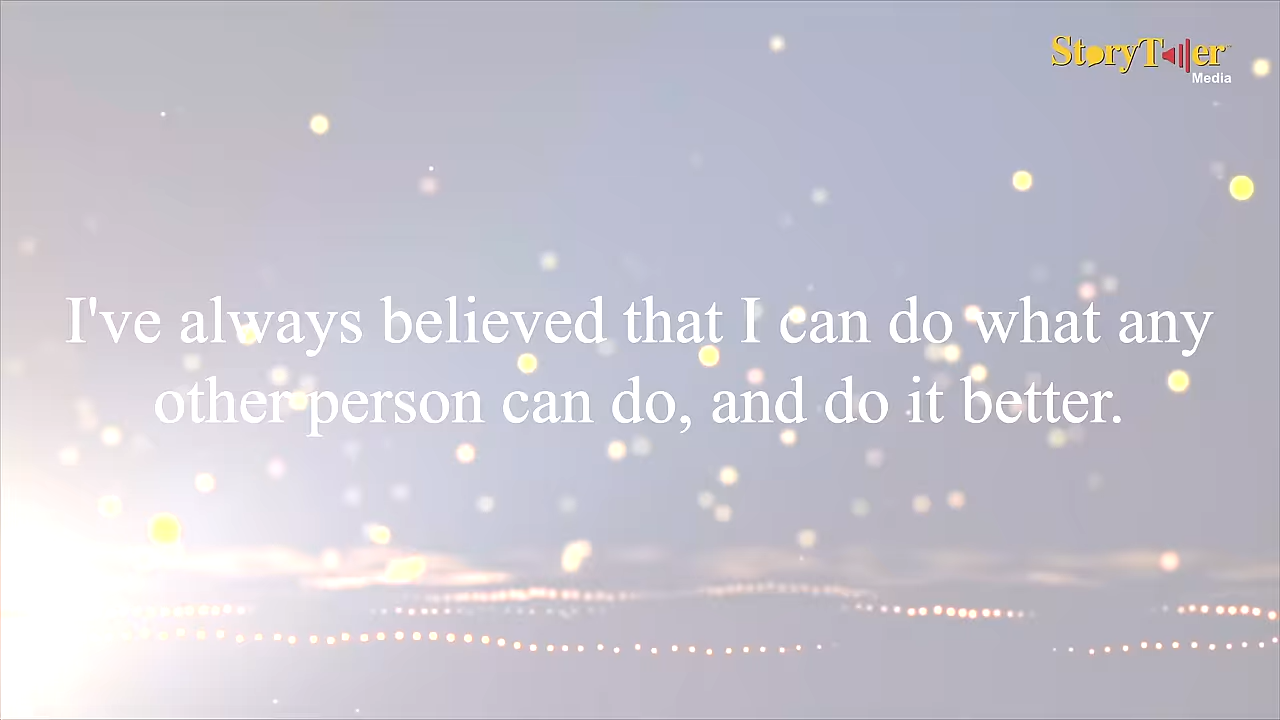 StoryTeller
Media
I've always believed that I can do what any
other person can do, and do it better.